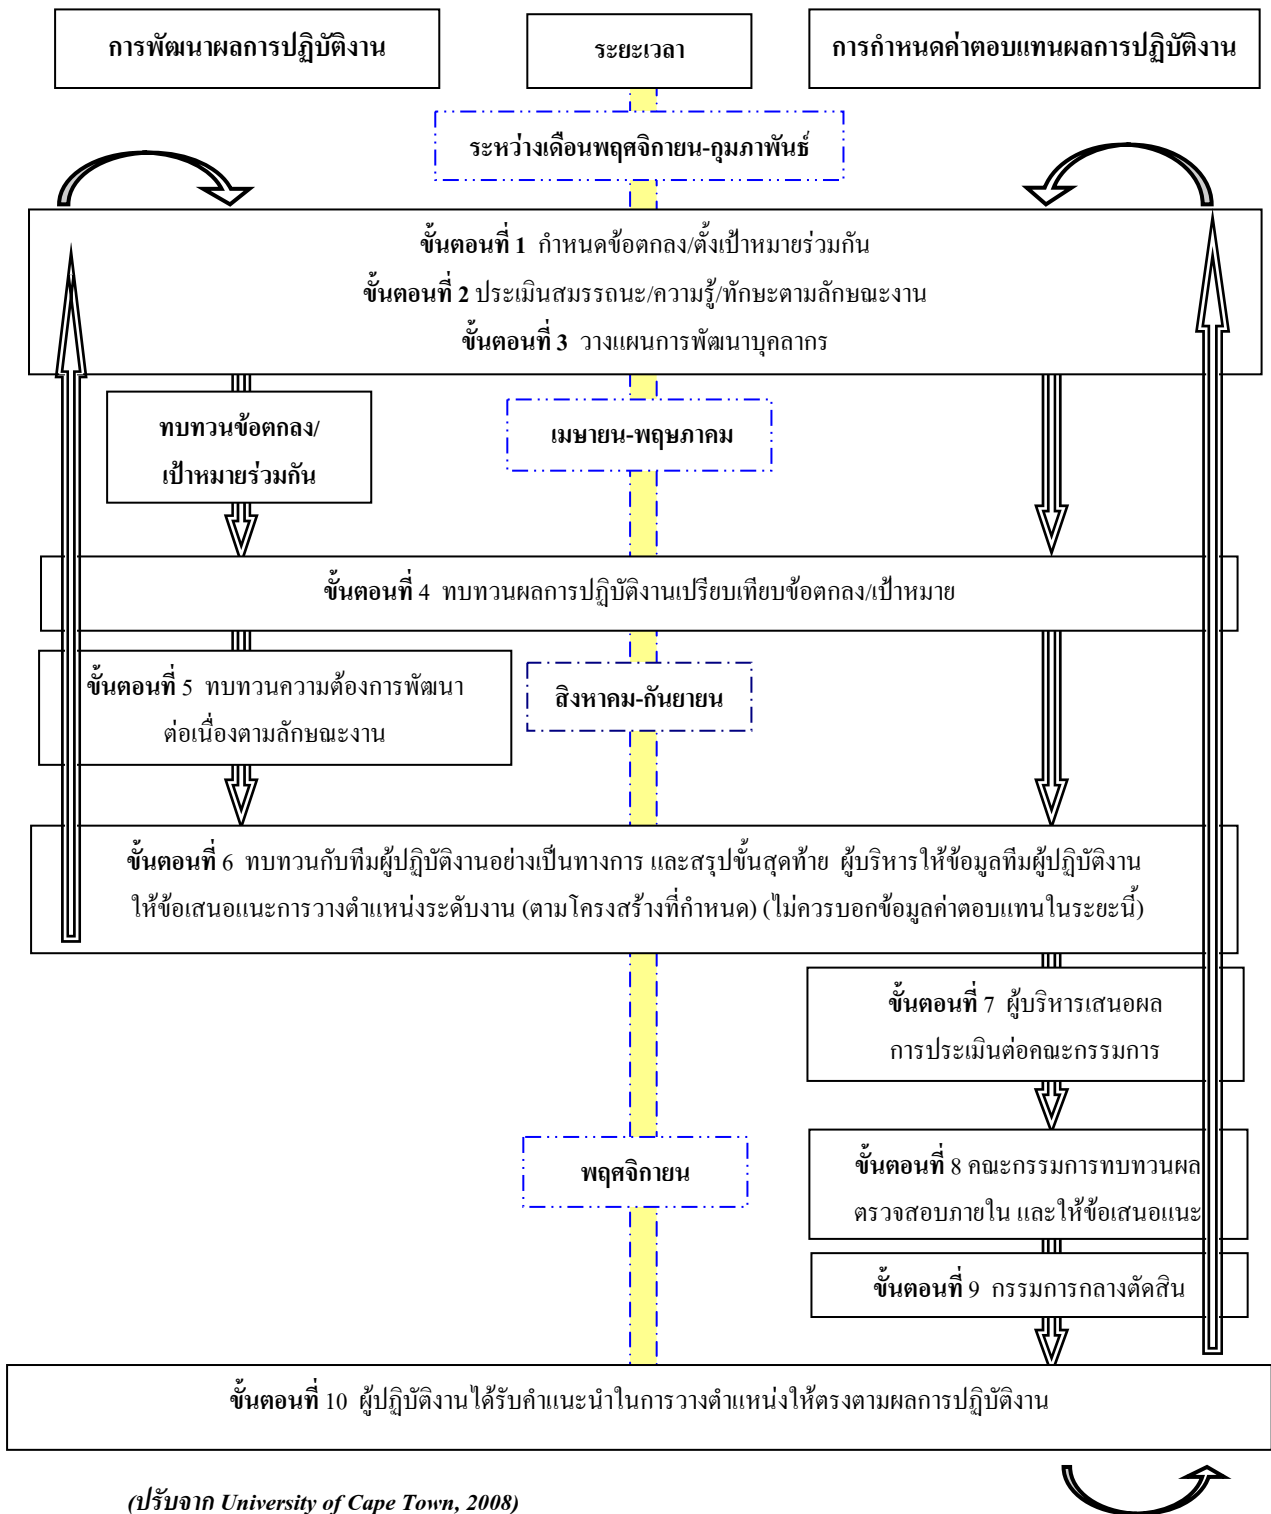 การพัฒนาผลการปฏิบัติงาน
ระยะเวลา
การกำหนดค่าตอบแทนผลการปฏิบัติงาน
ระหว่างเดือนพฤศจิกายน-กุมภาพันธ์
ขั้นตอนที่ 1 กำหนดข้อตกลง/ตั้งเป้าหมายร่วมกัน
ขั้นตอนที่ 2 ประเมินสมรรถนะ/ความรู้/ทักษะตามลักษณะงาน
ขั้นตอนที่ 3 วางแผนการพัฒนาบุคลากร
ทบทวนข้อตกลง/
เป้าหมายร่วมกัน
เมษายน-พฤษภาคม
ขั้นตอนที่ 4 ทบทวนผลการปฏิบัติงานเปรียบเทียบข้อตกลง/เป้าหมาย
ขั้นตอนที่ 5 ทบทวนความต้องการพัฒนา
ต่อเนื่องตามลักษณะงาน
สิงหาคม-กันยายน
ขั้นตอนที่ 6 ทบทวนกับทีมผู้ปฏิบัติงานอย่างเป็นทางการ และสรุปขั้นสุดท้าย ผู้บริหารให้ข้อมูลทีมผู้ปฏิบัติงาน
ให้ข้อเสนอแนะการวางตำแหน่งระดับงาน (ตามโครงสร้างที่กำหนด) (ไม่ควรบอกข้อมูลค่าตอบแทนในระยะนี้)
ขั้นตอนที่ 7 ผู้บริหารเสนอผล
การประเมินต่อคณะกรรมการ
พฤศจิกายน
ขั้นตอนที่ 8 คณะกรรมการทบทวนผล
ตรวจสอบภายใน และให้ข้อเสนอแนะ
ขั้นตอนที่ 9 กรรมการกลางตัดสิน
ขั้นตอนที่ 10 ผู้ปฏิบัติงานได้รับคำแนะนำในการวางตำแหน่งให้ตรงตามผลการปฏิบัติงาน
(ปรับจาก University of Cape Town, 2008)